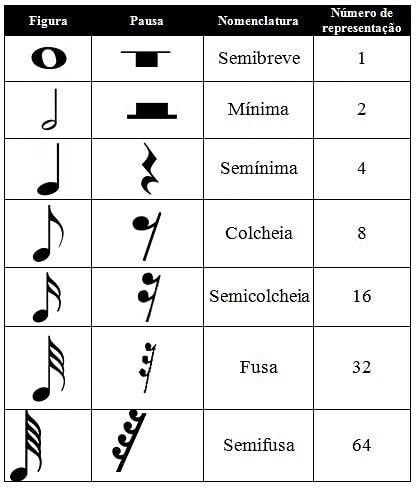 Figura Pausa Nomenclatura Número de representação
Semibreve 1
Mínima 2
Semínima 4
Colcheia 8
Semicolcheia 16
Fusa 32
Semifusa 64